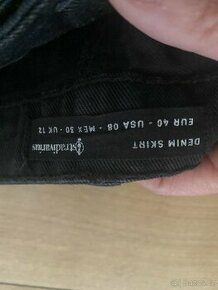 DENIM SKIRT
EUR 40 - USA 08 - MEX 30 - UK 12
stradivarius